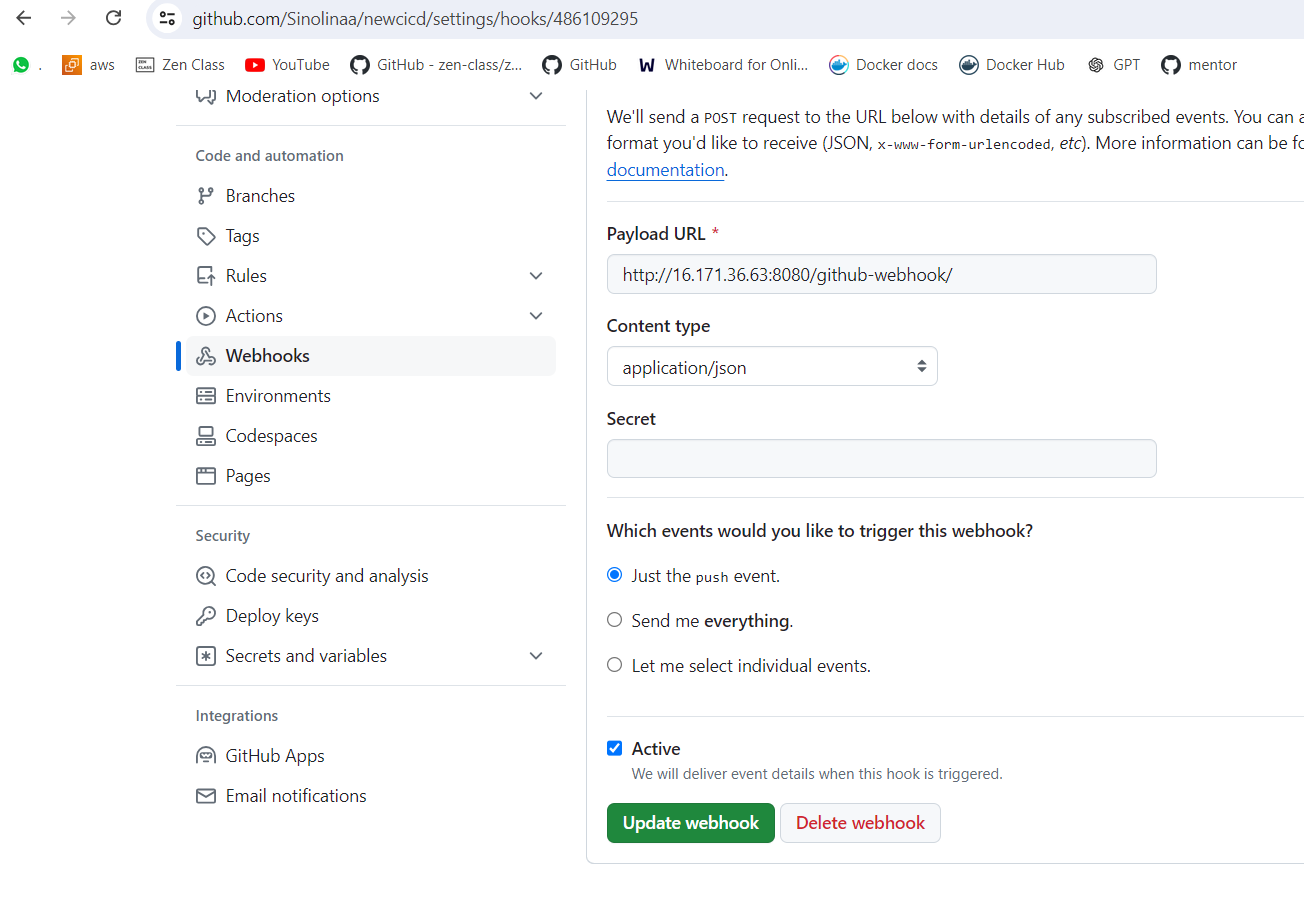 github.com/Sinolinaa/newcicd/settings/hooks/486109295
. aws Zen Class YouTube GitHub - zen-class/z... GitHub Whiteboard for Onli... Docker docs Docker Hub GPT mentor
Moderation options
Code and automation
Branches
Tags
Rules
Actions
Webhooks
Environments
Codespaces
Pages
Security
Code security and analysis
Deploy keys
Secrets and variables
Integrations
GitHub Apps
Email notifications
We'll send a POST request to the URL below with details of any subscribed events. You can a
format you'd like to receive (JSON, x-www-form-urlencoded, etc). More information can be fo
documentation.
Payload URL *
http://16.171.36.63:8080/github-webhook/
Content type
application/json
Secret
Which events would you like to trigger this webhook?
Just the push event.
Send me everything.
Let me select individual events.
Active
We will deliver event details when this hook is triggered.
Update webhook Delete webhook